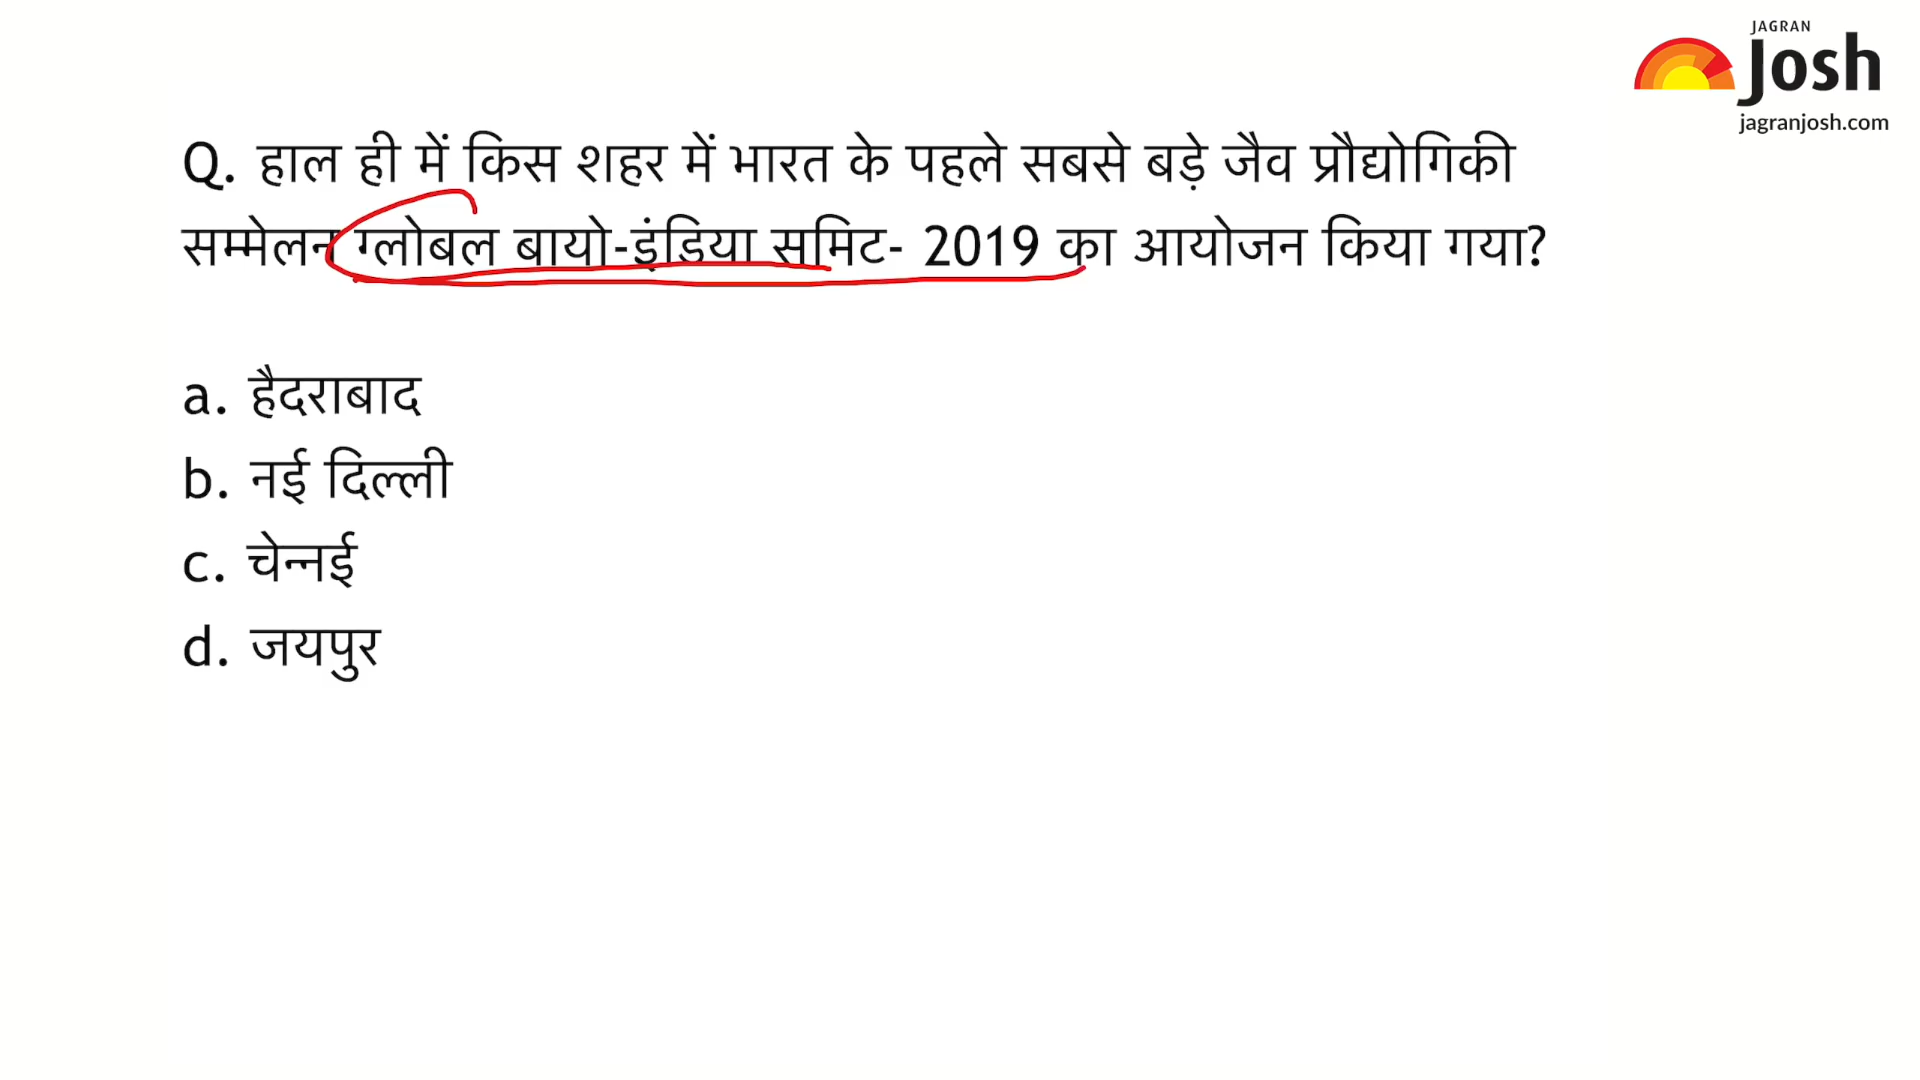 JAGRAN
Josh
jagranjosh.com
Q. हाल ही में किस शहर में भारत के पहले सबसे बड़े जैव प्रौद्योगिकी
सम्मेलन ग्लोबल बायो-इंडिया समिट- 2019 का आयोजन किया गया?
a. हैदराबाद
b. नई दिल्ली
c. चेन्नई
d. जयपुर